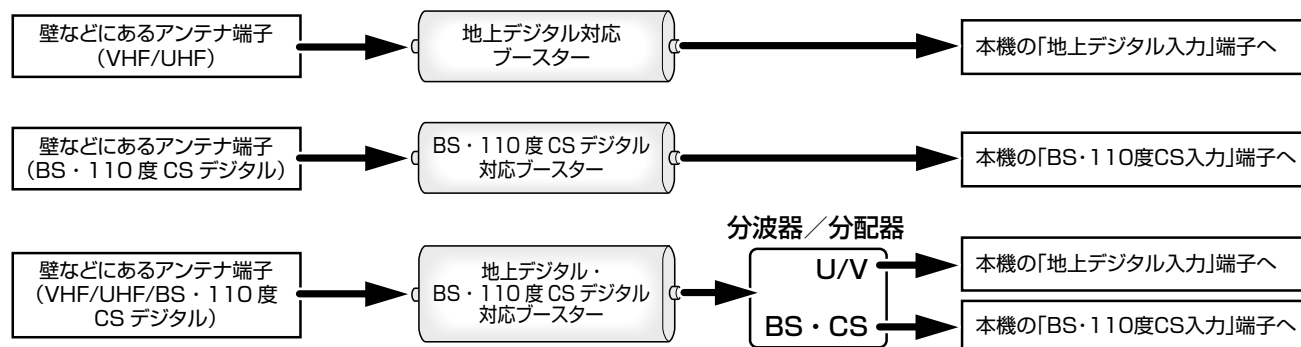 壁などにあるアンテナ端子
（VHF/UHF）
地上デジタル対応
ブースター
本機の「地上デジタル入力」端子へ
壁などにあるアンテナ端子
（BS・110度CSデジタル）
BS・110度CSデジタル
対応ブースター
本機の「BS・110度CS入力」端子へ
壁などにあるアンテナ端子
（VHF/UHF/BS・110度
CSデジタル）
地上デジタル・
BS・110度CSデジタル
対応ブースター
分波器／分配器
U/V
BS・CS
本機の「地上デジタル入力」端子へ
本機の「BS・110度CS入力」端子へ